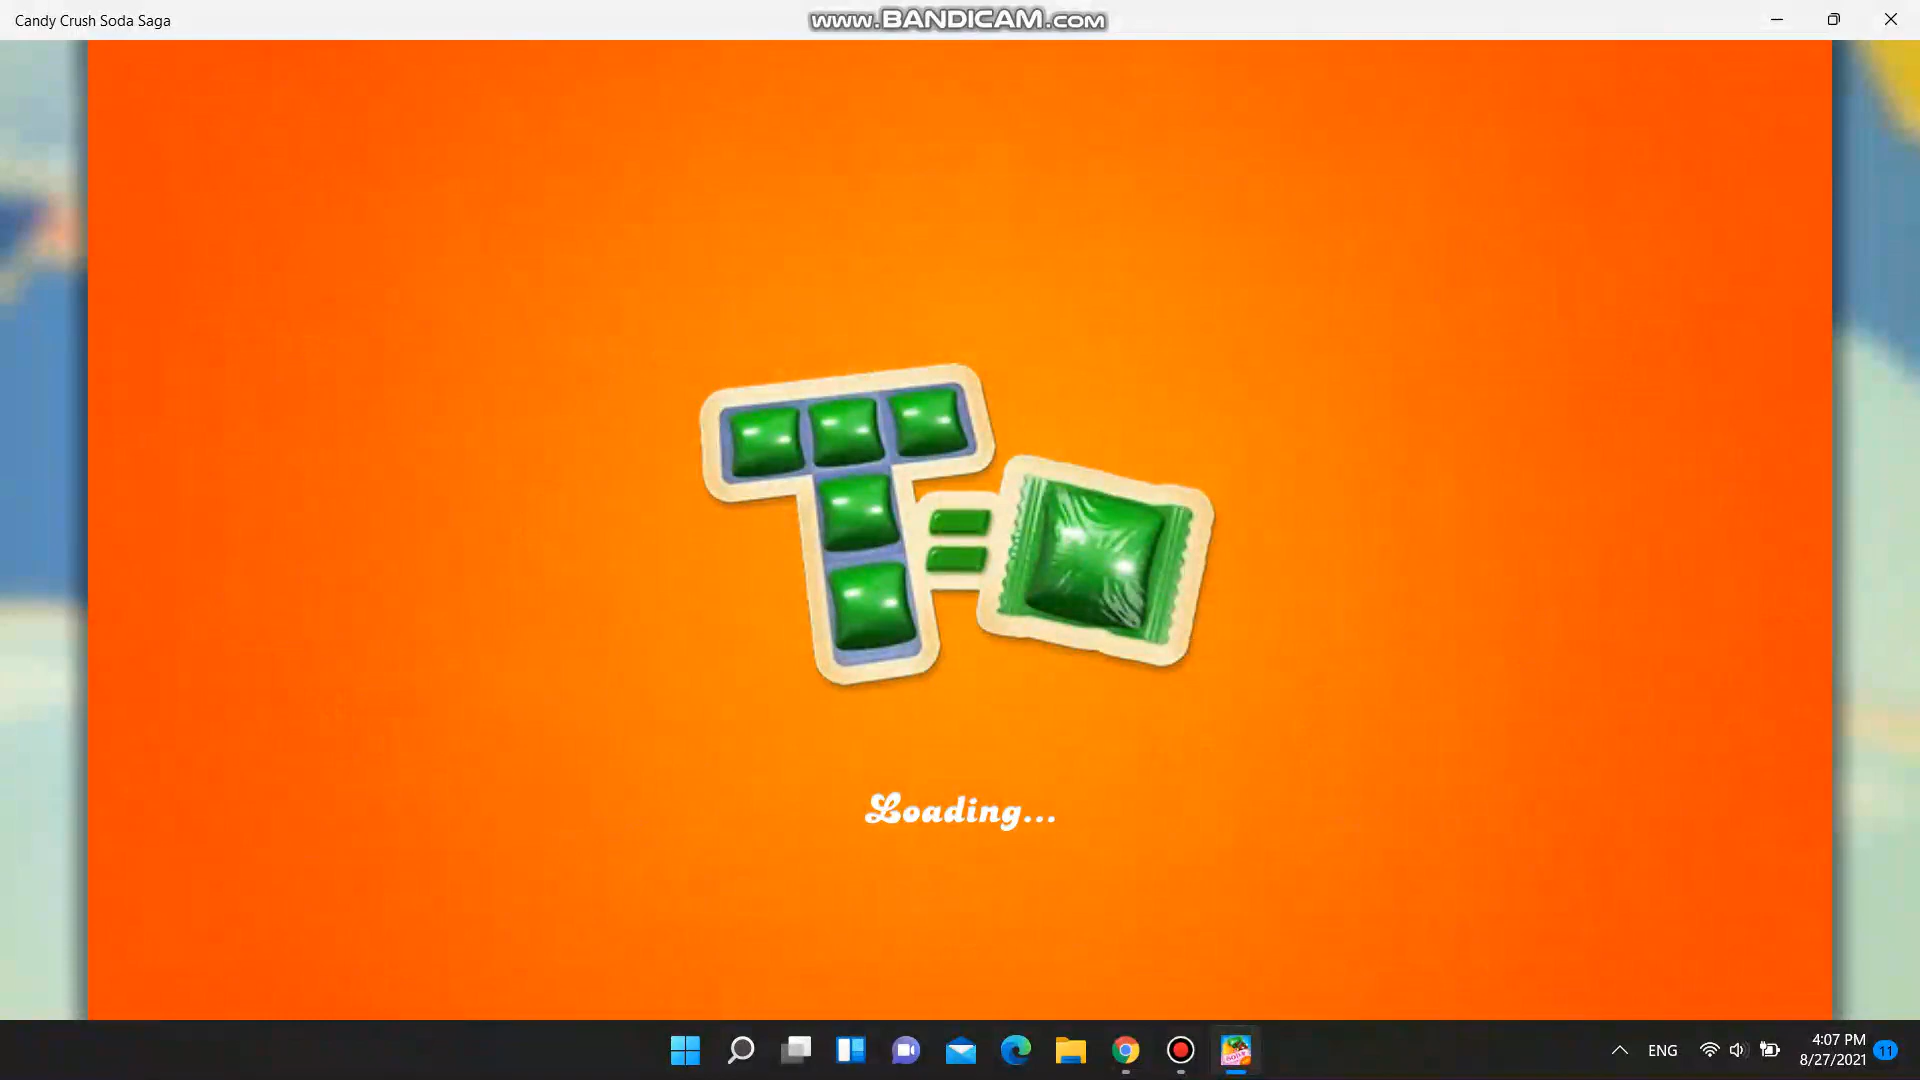 Candy Crush Soda Saga
www.BANDICAM.com
Loading...
ENG
4:07 PM
8/27/2021
11